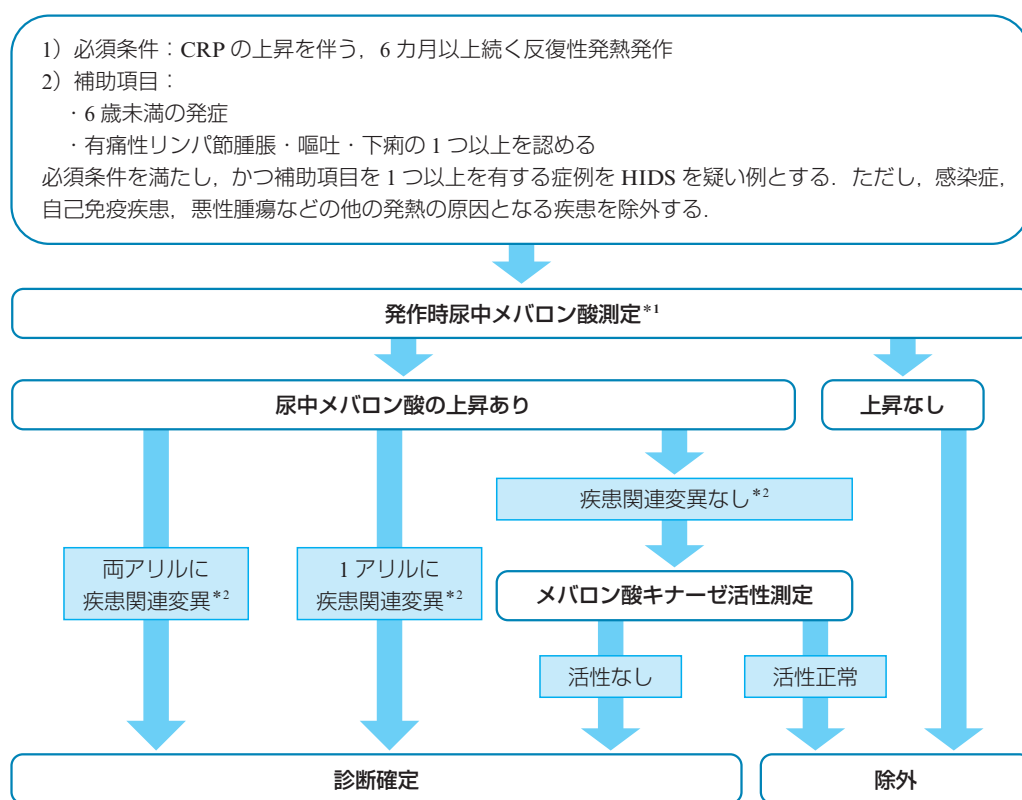 1）必須条件：CRP の上昇を伴う，6 カ月以上続く反復性発熱発作
2）補助項目：
・6 歳未満の発症
・有痛性リンパ節腫脹・嘔吐・下痢の 1 つ以上を認める
必須条件を満たし，かつ補助項目を 1 つ以上を有する症例を HIDS を疑い例とする．ただし，感染症，
自己免疫疾患，悪性腫瘍などの他の発熱の原因となる疾患を除外する．
発作時尿中メバロン酸測定*1
尿中メバロン酸の上昇あり
上昇なし
疾患関連変異なし*2
両アリルに
疾患関連変異*2
1 アリルに
疾患関連変異*2
メバロン酸キナーゼ活性測定
活性なし
活性正常
診断確定
除外